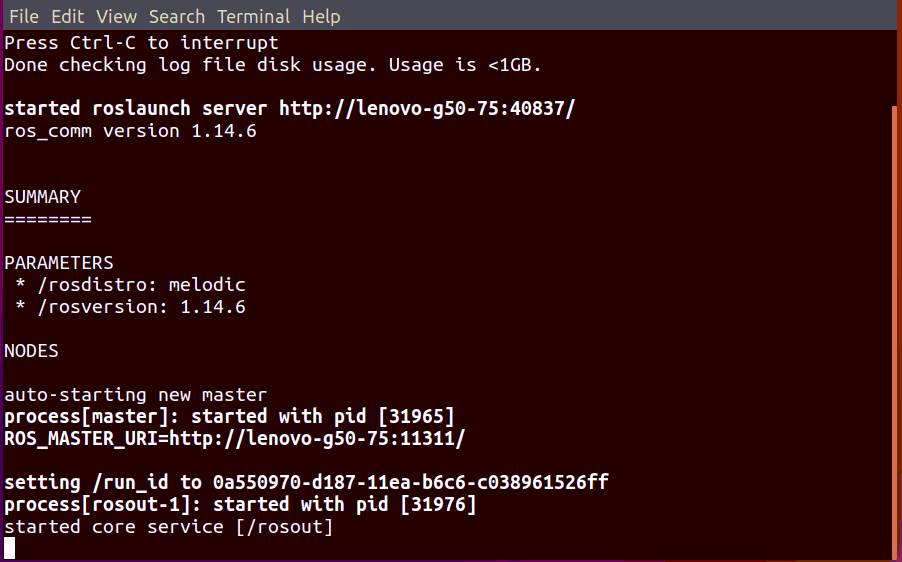 File Edit View Search Terminal Help
Press Ctrl-C to interrupt
Done checking log file disk usage. Usage is <1GB.
started roslaunch server http://lenovo-g50-75:40837/
ros_comm version 1.14.6
SUMMARY
========
PARAMETERS
 * /rosdistro: melodic
 * /rosversion: 1.14.6
NODES
auto-starting new master
process[master]: started with pid [31965]
ROS_MASTER_URI=http://lenovo-g50-75:11311/
setting /run_id to 0a550970-d187-11ea-b6c6-c038961526ff
process[rosout-1]: started with pid [31976]
started core service [/rosout]